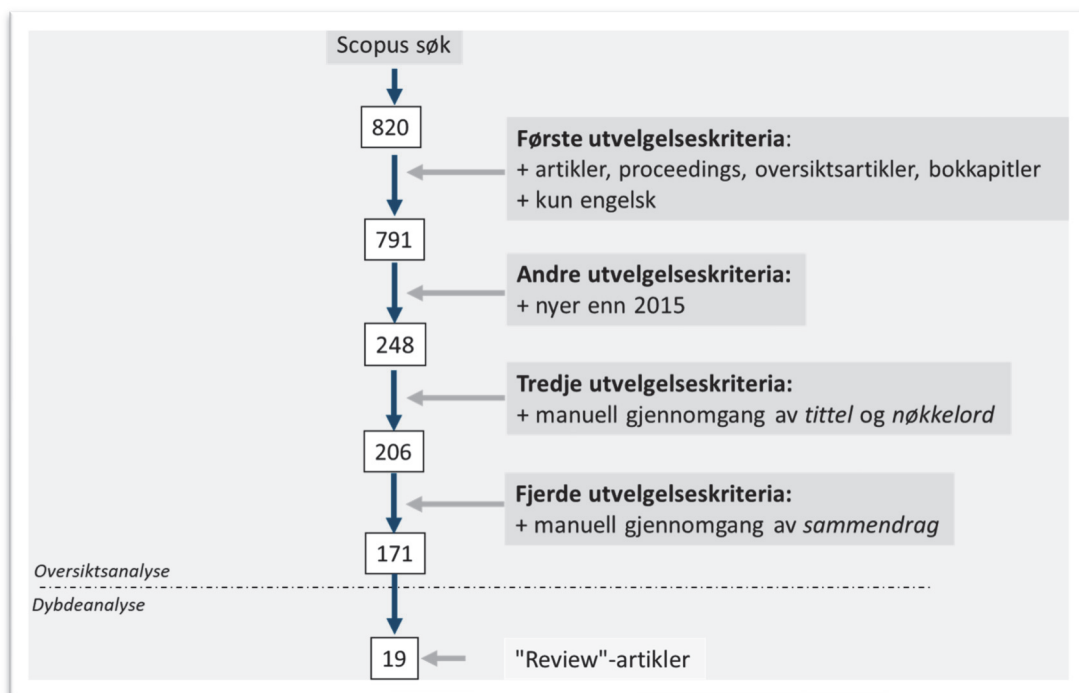 Scopus søk
820
Første utvelgelseskriteria:
+ artikler, proceedings, oversiktsartikler, bokkapitler
+ kun engelsk
791
Andre utvelgelseskriteria:
+ nyer enn 2015
248
Tredje utvelgelseskriteria:
+ manuell gjennomgang av tittel og nøkkelord
206
Fjerde utvelgelseskriteria:
+ manuell gjennomgang av sammendrag
171
Oversiktsanalyse
Dybdeanalyse
19
"Review"-artikler